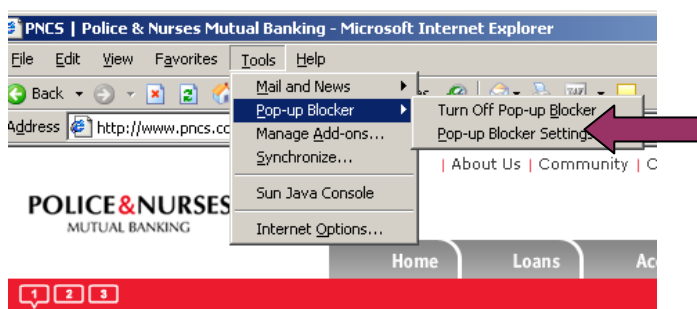 PNCS | Police & Nurses Mutual Banking - Microsoft Internet Explorer
File Edit View Favorites Tools Help
Back
Address http://www.pncs.cc
Mail and News
Pop-up Blocker
Manage Add-ons...
Synchronize...
Sun Java Console
Internet Options...
Turn Off Pop-up Blocker
Pop-up Blocker Settings
| About Us | Community | C
POLICE&NURSES
MUTUAL BANKING
Home Loans Acc
1 2 3